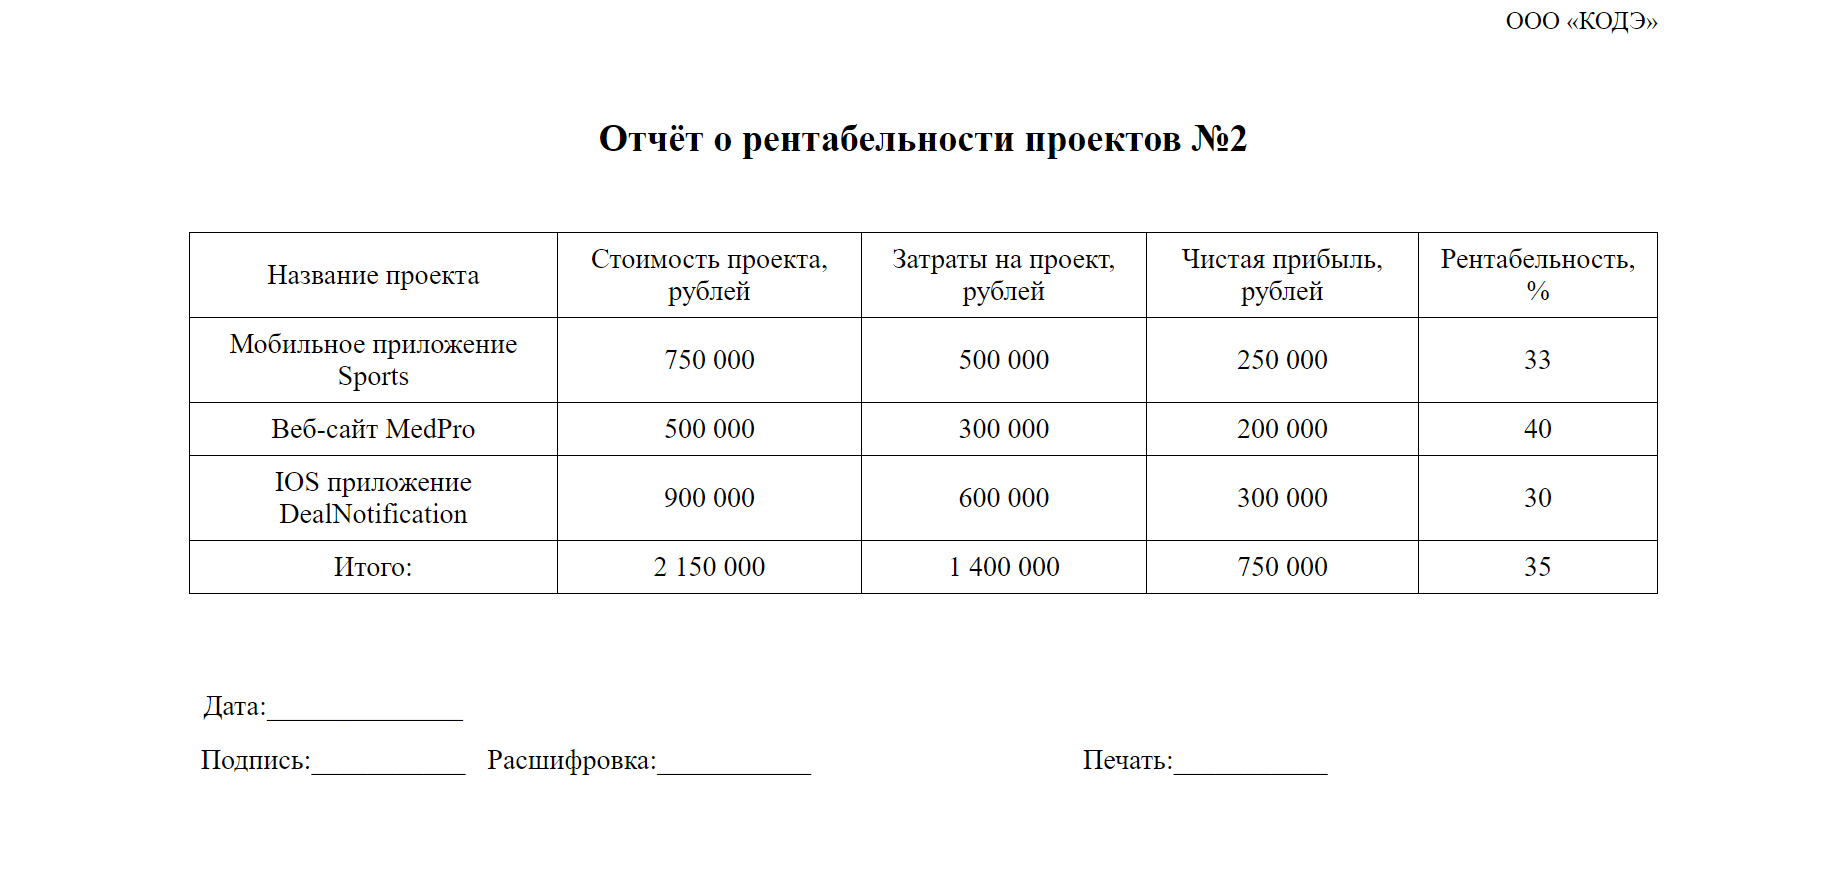 ООО «КОДЭ»
Отчёт о рентабельности проектов №2
Название проекта
Стоимость проекта,
рублей
Затраты на проект,
рублей
Чистая прибыль,
рублей
Рентабельность,
%
Мобильное приложение
Sports
750 000
500 000
250 000
33
Веб-сайт MedPro
500 000
300 000
200 000
40
IOS приложение
DealNotification
900 000
600 000
300 000
30
Итого:
2 150 000
1 400 000
750 000
35
Дата:______________
Подпись:___________ Расшифровка:___________ Печать:___________